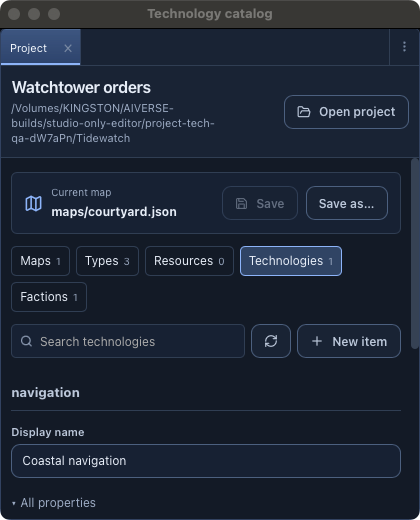 Technology catalog
Project
Watchtower orders
/Volumes/KINGSTON/AIVERSE-
builds/studio-only-editor/project-tech-
qa-dW7aPn/Tidewatch
Open project
Current map
maps/courtyard.json
Save
Save as...
Maps 1
Types 3
Resources 0
Technologies 1
Factions 1
Search technologies
New item
navigation
Display name
Coastal navigation
All properties